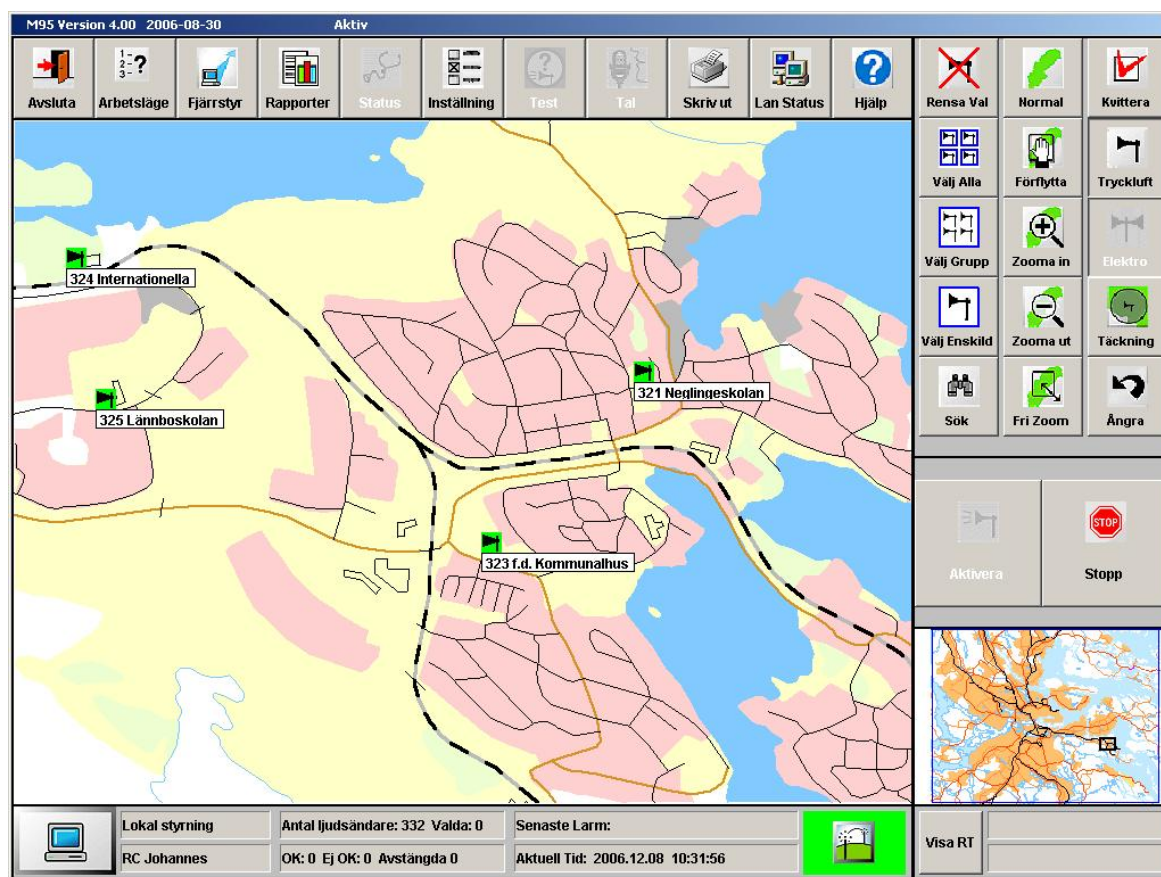 M95 Version 4.00 2006-08-30 Aktiv
Avsluta Arbetsläge Fjärrstyr Rapporter Status Inställning Test Tal Skriv ut Lan Status Hjälp
Rensa Val Normal Kvittera
Välj Alla Förflytta Tryckluft
Välj Grupp Zooma in Elektro
Välj Enskild Zooma ut Täckning
Sök Fri Zoom Ångra
324 Internationella
321 Neglingeskolan
325 Lännboskolan
323 f.d. Kommunalhus
STOP
Aktivera Stopp
Lokal styrning Antal ljudsändare: 332 Valda: 0 Senaste Larm:
RC Johannes OK: 0 Ej OK: 0 Avstängda 0 Aktuell Tid: 2006.12.08 10:31:56
Visa RT